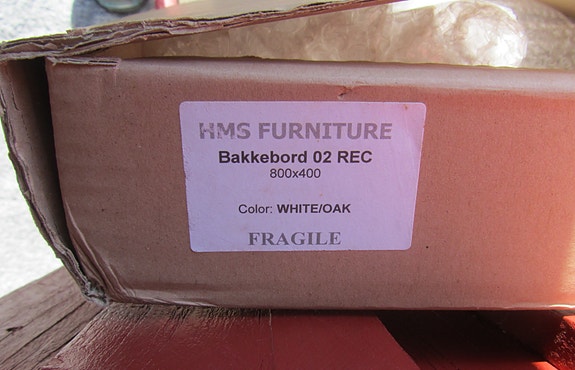 HMS FURNITURE
Bakkebord 02 REC
800x400
Color: WHITE/OAK
FRAGILE